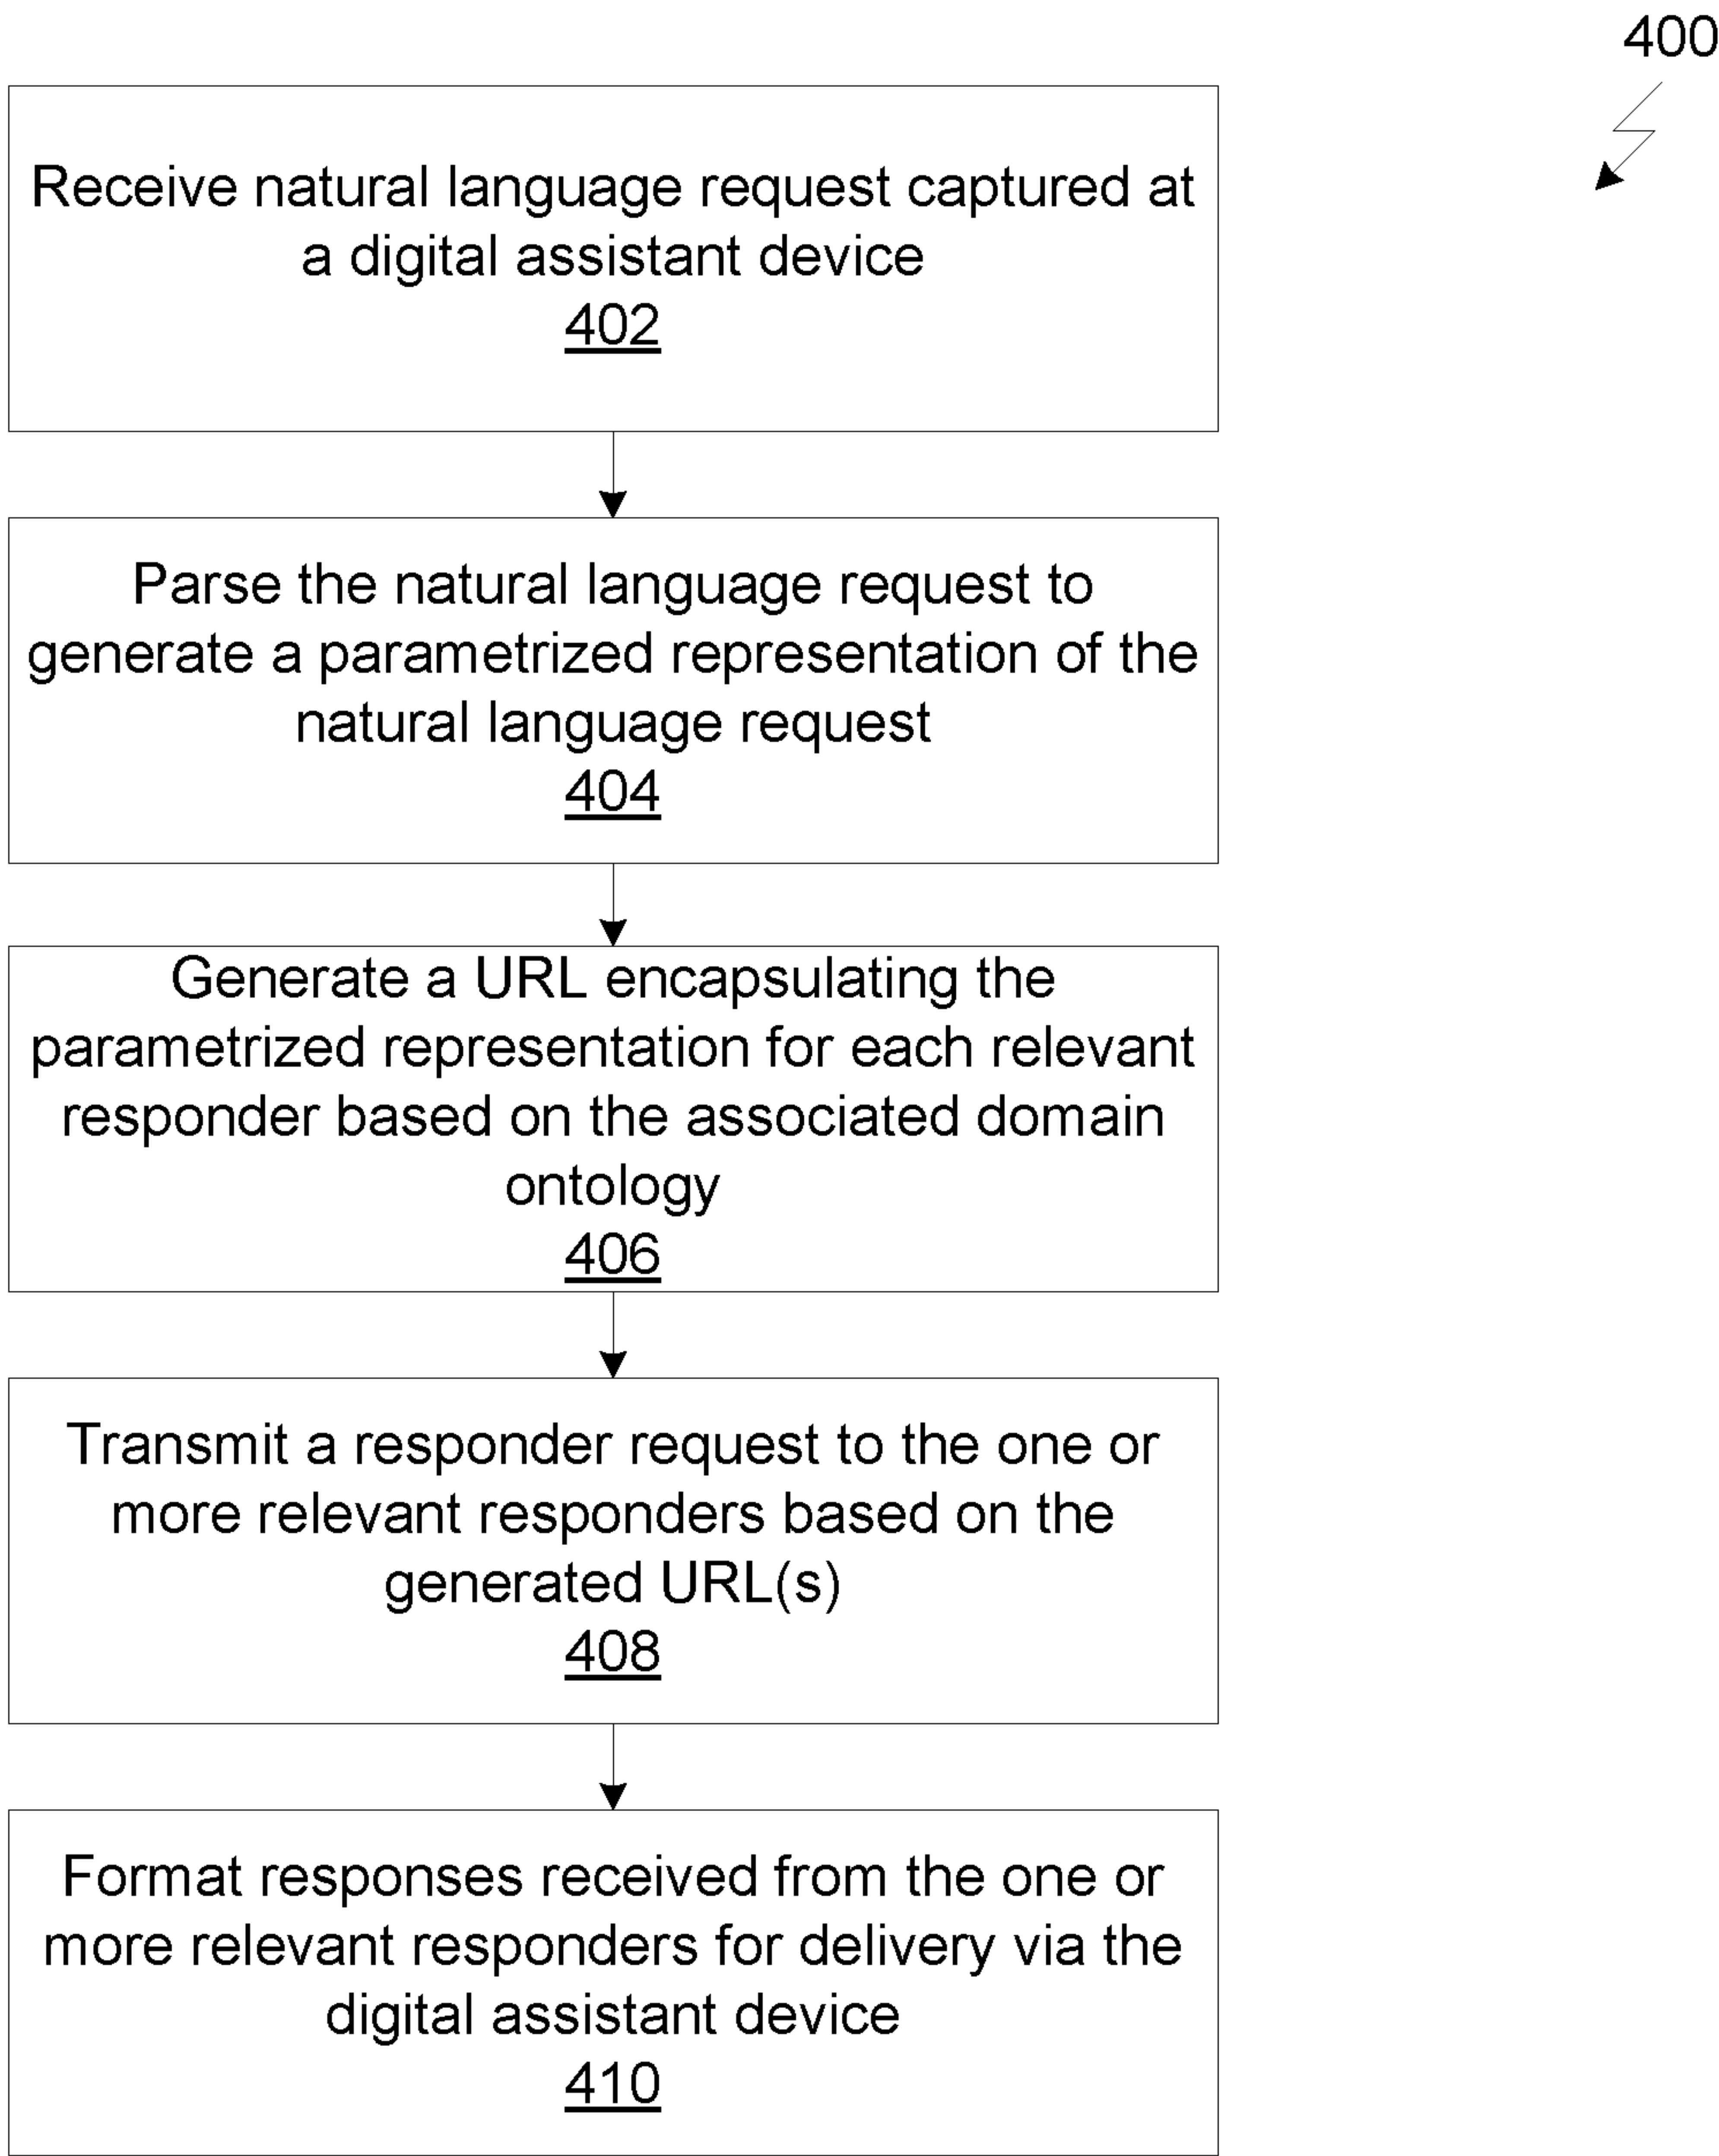 400
Receive natural language request captured at
a digital assistant device
402
Parse the natural language request to
generate a parametrized representation of the
natural language request
404
Generate a URL encapsulating the
parametrized representation for each relevant
responder based on the associated domain
ontology
406
Transmit a responder request to the one or
more relevant responders based on the
generated URL(s)
408
Format responses received from the one or
more relevant responders for delivery via the
digital assistant device
410